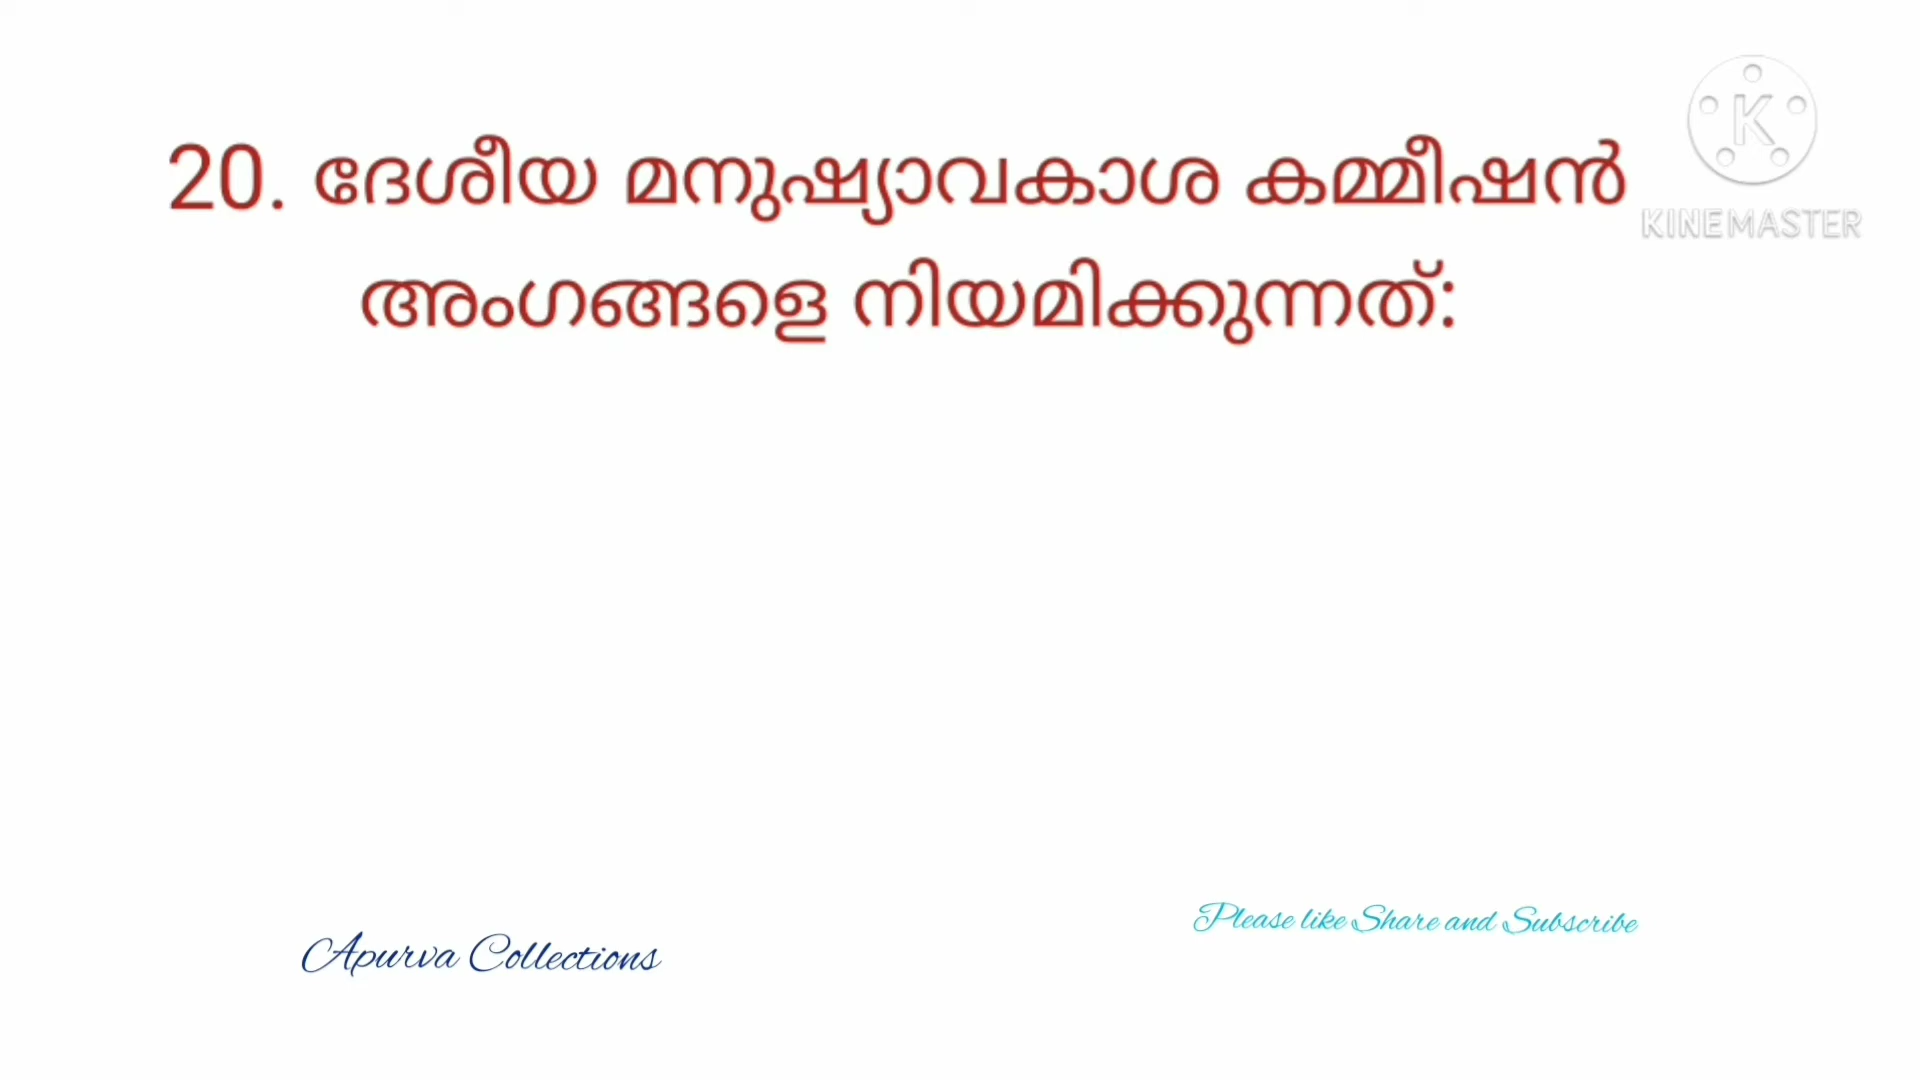 20. ദേശീയ മനുഷ്യാവകാശ കമ്മീഷൻ
അംഗങ്ങളെ നിയമിക്കുന്നത്:
K
KINEMASTER
Please like Share and Subscribe
Apurva Collections